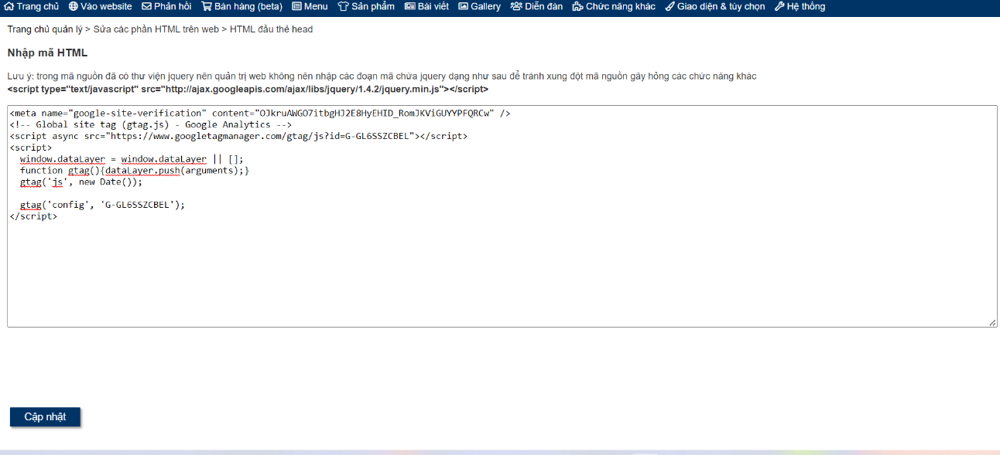 Trang chủ Vào website Phản hồi Bán hàng (beta) Menu Sản phẩm Bài viết Gallery Diễn đàn Chức năng khác Giao diện & tùy chọn Hệ thống
Trang chủ quản lý > Sửa các phần HTML trên web > HTML đầu thẻ head
Nhập mã HTML
Lưu ý: trong mã nguồn đã có thư viện jquery nên quản trị web không nên nhập các đoạn mã chứa jquery dạng như sau để tránh xung đột mã nguồn gây hỏng các chức năng khác
<script type="text/javascript" src="http://ajax.googleapis.com/ajax/libs/jquery/1.4.2/jquery.min.js"></script>
<meta name="google-site-verification" content="OJkruAWGO7itbgHJ2E8HyEHID_RomJKViGUYYPFQRCw" />
<!-- Global site tag (gtag.js) - Google Analytics -->
<script async src="https://www.googletagmanager.com/gtag/js?id=G-GL6SSZCBEL"></script>
<script>
window.dataLayer = window.dataLayer || [];
function gtag(){dataLayer.push(arguments);}
gtag('js', new Date());
gtag('config', 'G-GL6SSZCBEL');
</script>
Cập nhật